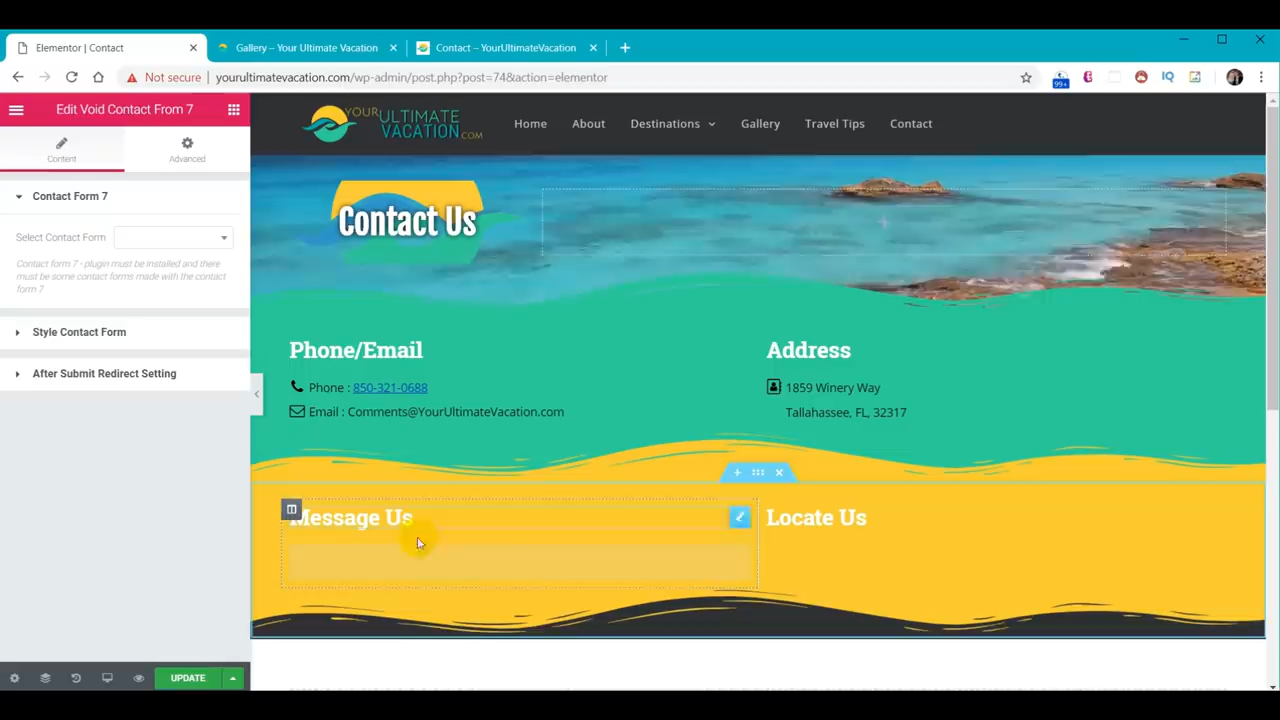 Elementor | Contact
Gallery – Your Ultimate Vacation
Contact – YourUltimateVacation
Not secure
yourultimatevacation.com/wp-admin/post.php?post=74&action=elementor
99+
IQ
Edit Void Contact From 7
Content
Advanced
Contact Form 7
Select Contact Form
Contact form 7 - plugin must be installed and there
must be some contact forms made with the contact
form 7
Style Contact Form
After Submit Redirect Setting
UPDATE
YOUR ULTIMATE
VACATION.COM
Home
About
Destinations
Gallery
Travel Tips
Contact
Contact Us
Phone/Email
Phone : 850-321-0688
Email : Comments@YourUltimateVacation.com
Address
1859 Winery Way
Tallahassee, FL, 32317
Message Us
Locate Us